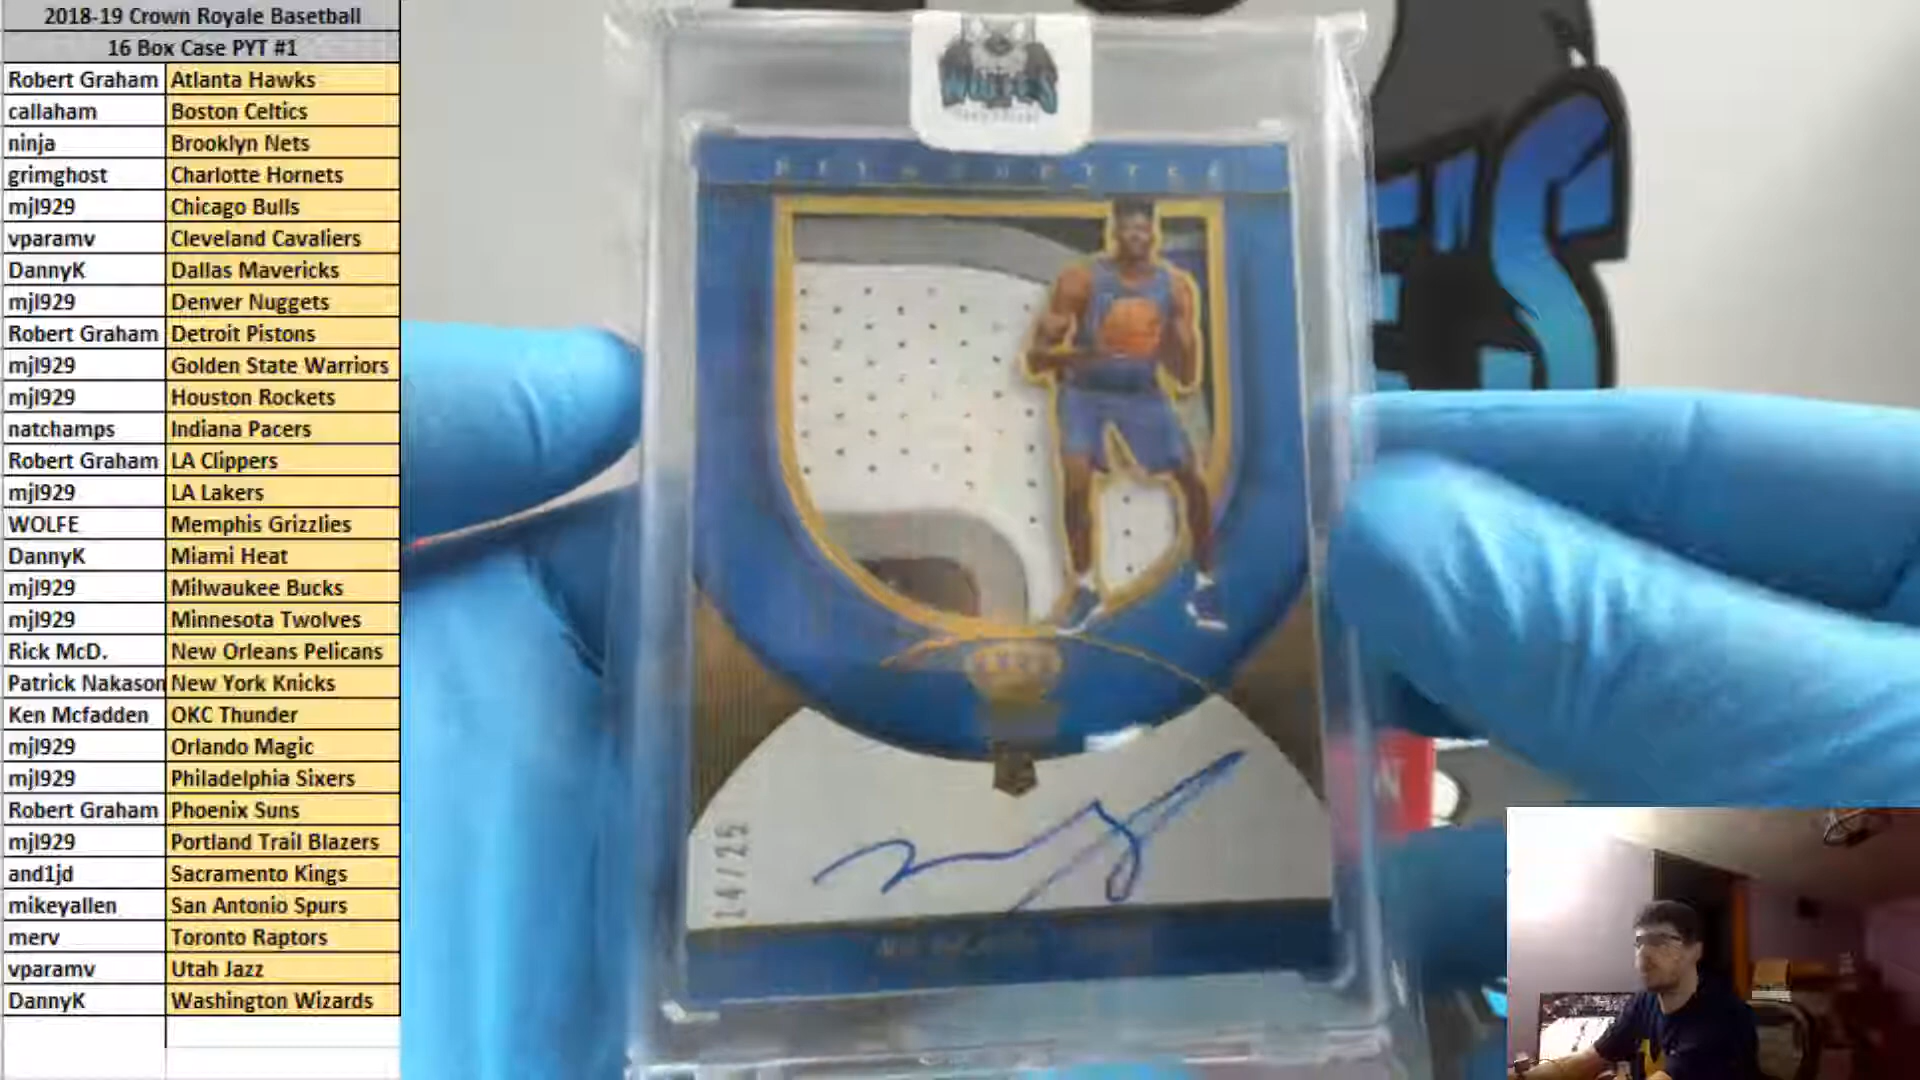 2018-19 Crown Royale Basetball
16 Box Case PYT #1
Robert Graham Atlanta Hawks
callaham Boston Celtics
ninja Brooklyn Nets
grimghost Charlotte Hornets
mjl929 Chicago Bulls
vparamv Cleveland Cavaliers
DannyK Dallas Mavericks
mjl929 Denver Nuggets
Robert Graham Detroit Pistons
mjl929 Golden State Warriors
mjl929 Houston Rockets
natchamps Indiana Pacers
Robert Graham LA Clippers
mjl929 LA Lakers
WOLFE Memphis Grizzlies
DannyK Miami Heat
mjl929 Milwaukee Bucks
mjl929 Minnesota Twolves
Rick McD. New Orleans Pelicans
Patrick Nakason New York Knicks
Ken Mcfadden OKC Thunder
mjl929 Orlando Magic
mjl929 Philadelphia Sixers
Robert Graham Phoenix Suns
mjl929 Portland Trail Blazers
and1jd Sacramento Kings
mikeyallen San Antonio Spurs
merv Toronto Raptors
vparamv Utah Jazz
DannyK Washington Wizards
WOLFES
SILHOUETTES
14/25